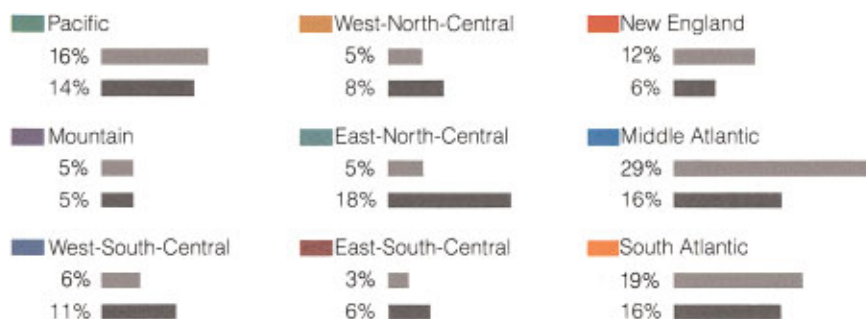 Pacific
16%
14%
West-North-Central
5%
8%
New England
12%
6%
Mountain
5%
5%
East-North-Central
5%
18%
Middle Atlantic
29%
16%
West-South-Central
6%
11%
East-South-Central
3%
6%
South Atlantic
19%
16%